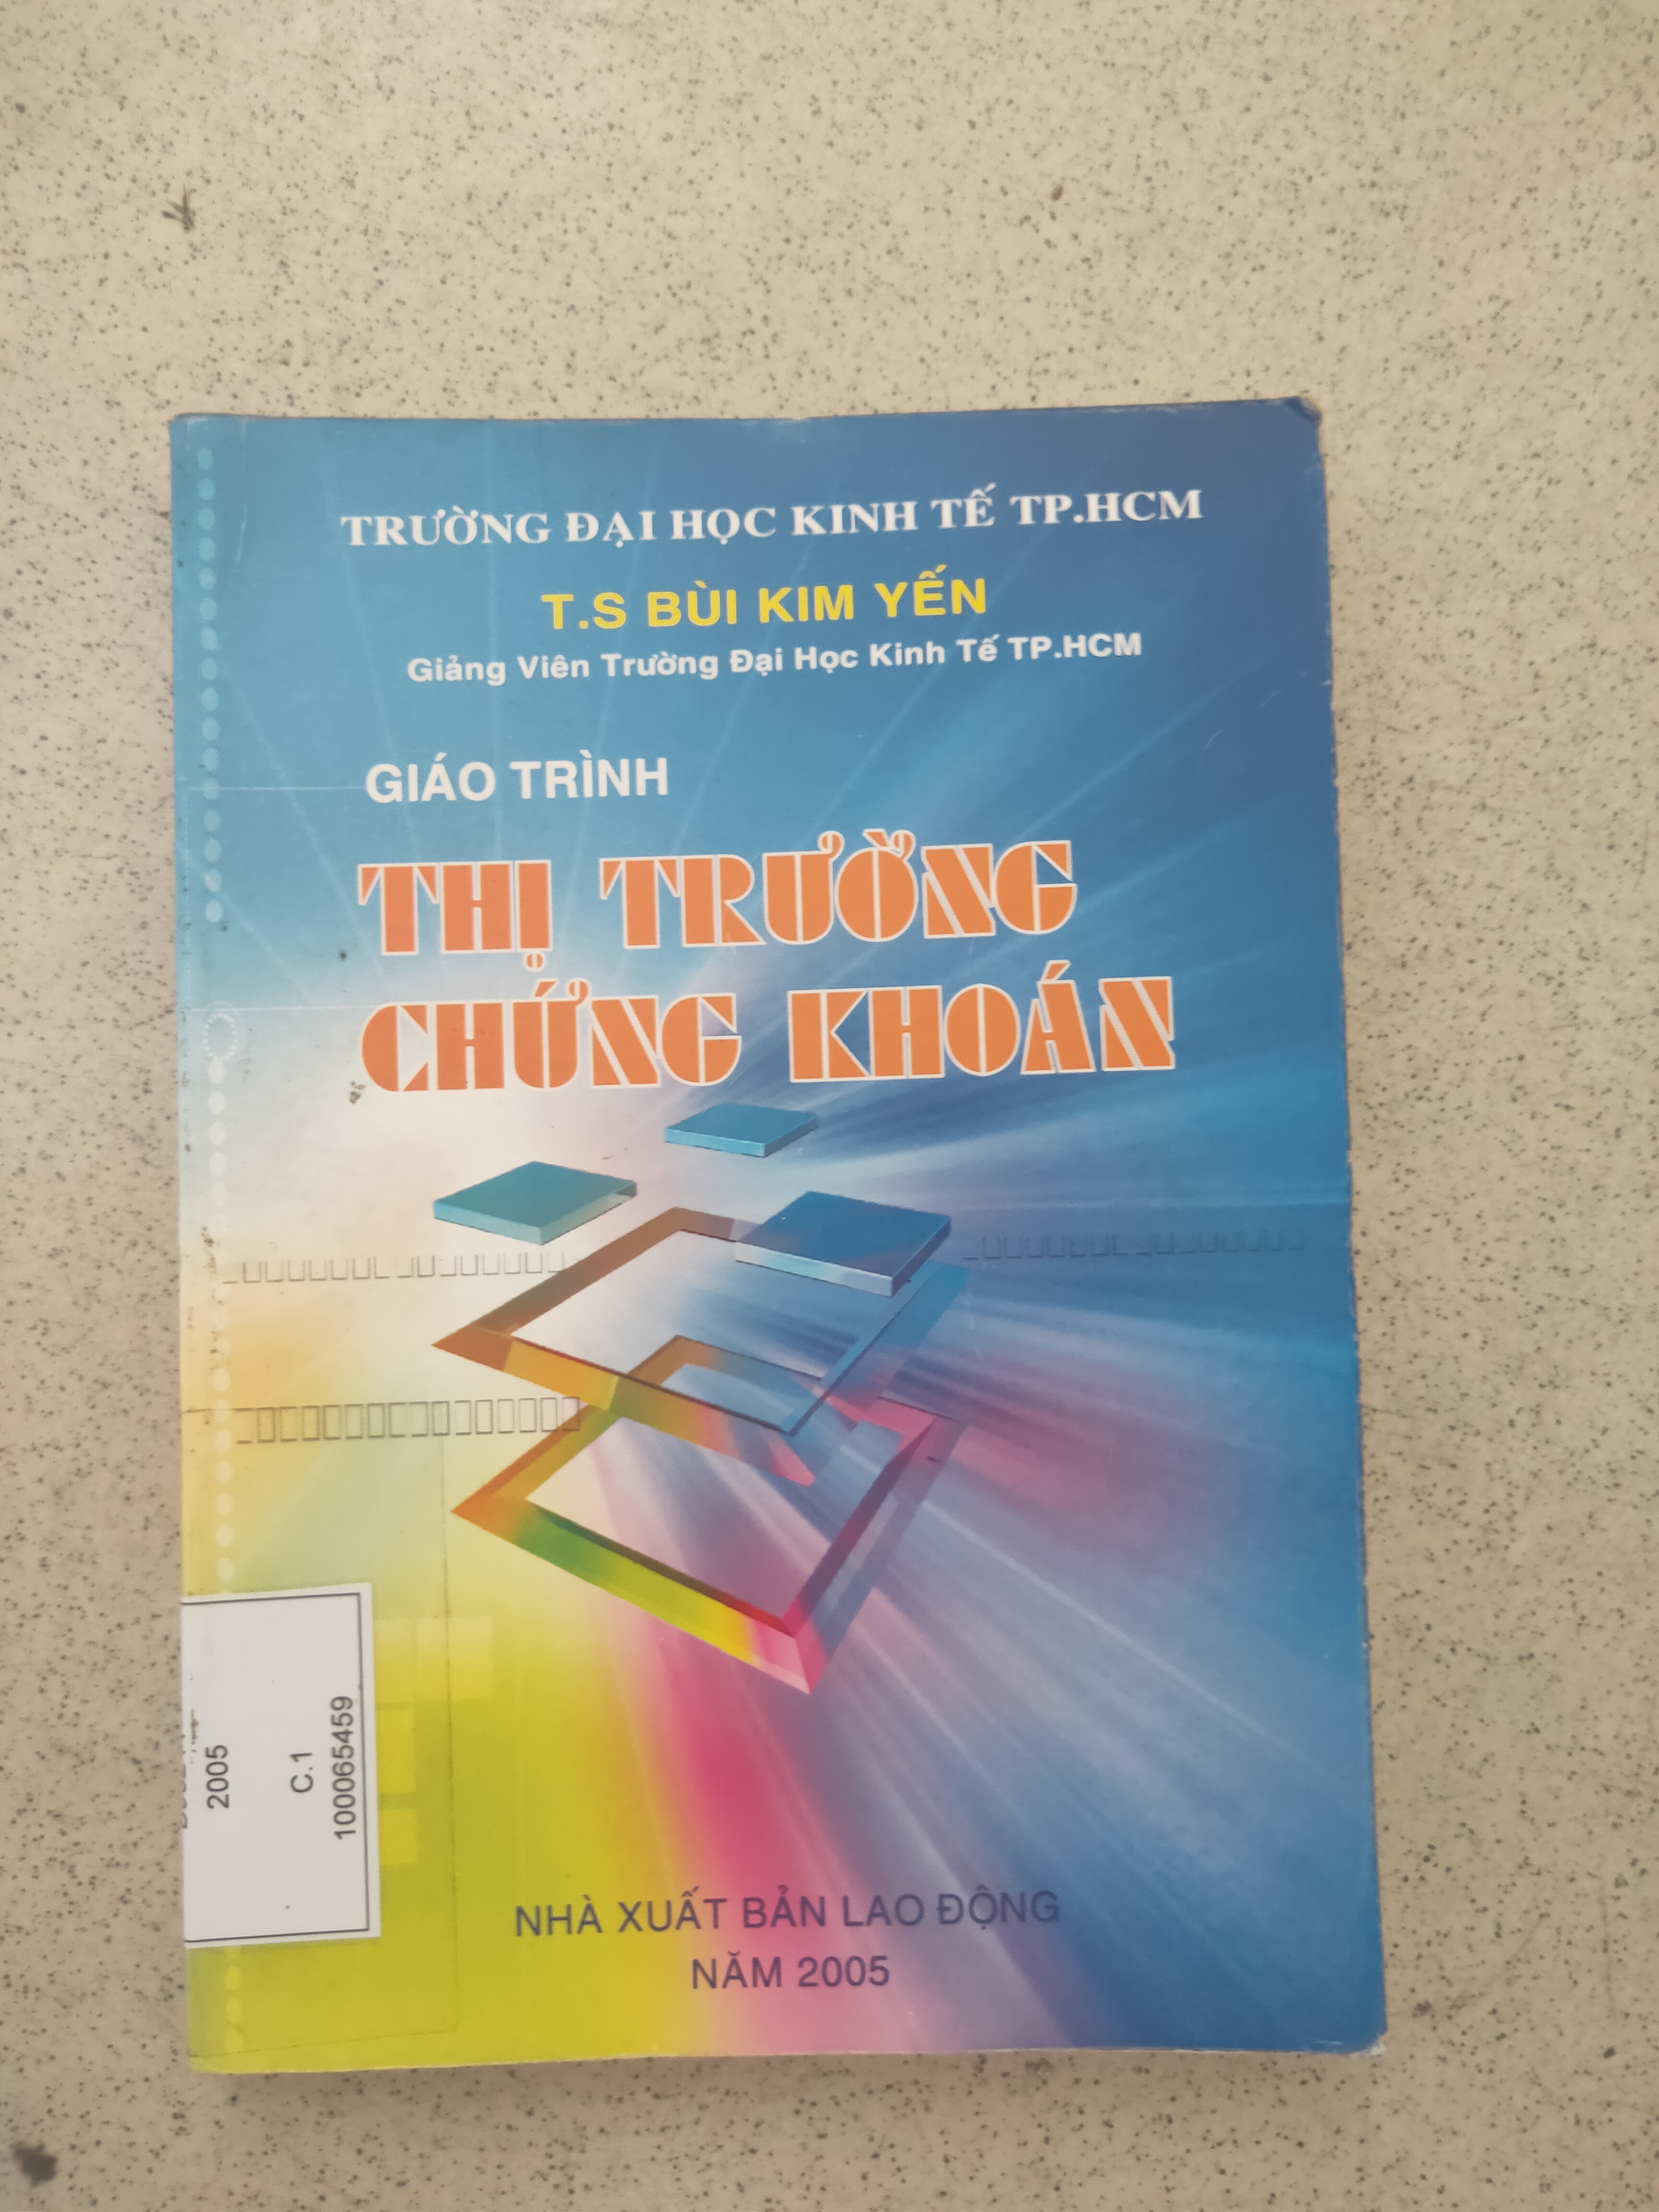 TRƯỜNG ĐẠI HỌC KINH TẾ TP.HCM
T.S BÙI KIM YẾN
Giảng Viên Trường Đại Học Kinh Tế TP.HCM
GIÁO TRÌNH
THỊ TRƯỜNG
CHỨNG KHOÁN
2005
C.1
100065459
NHÀ XUẤT BẢN LAO ĐỘNG
NĂM 2005